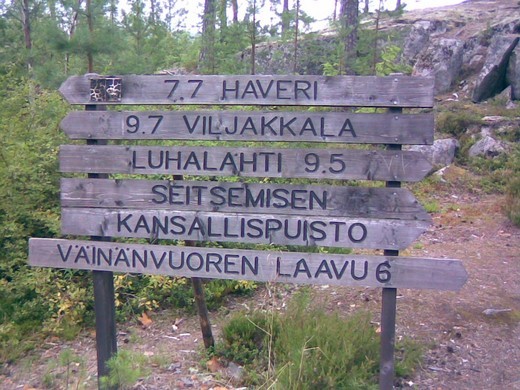 7.7 HAVERI
9.7 VILJAKKALA
LUHALAHTI 9.5
SEITSEMISEN
KANSALLISPUISTO
VÄINÄNVUOREN LAAVU 6